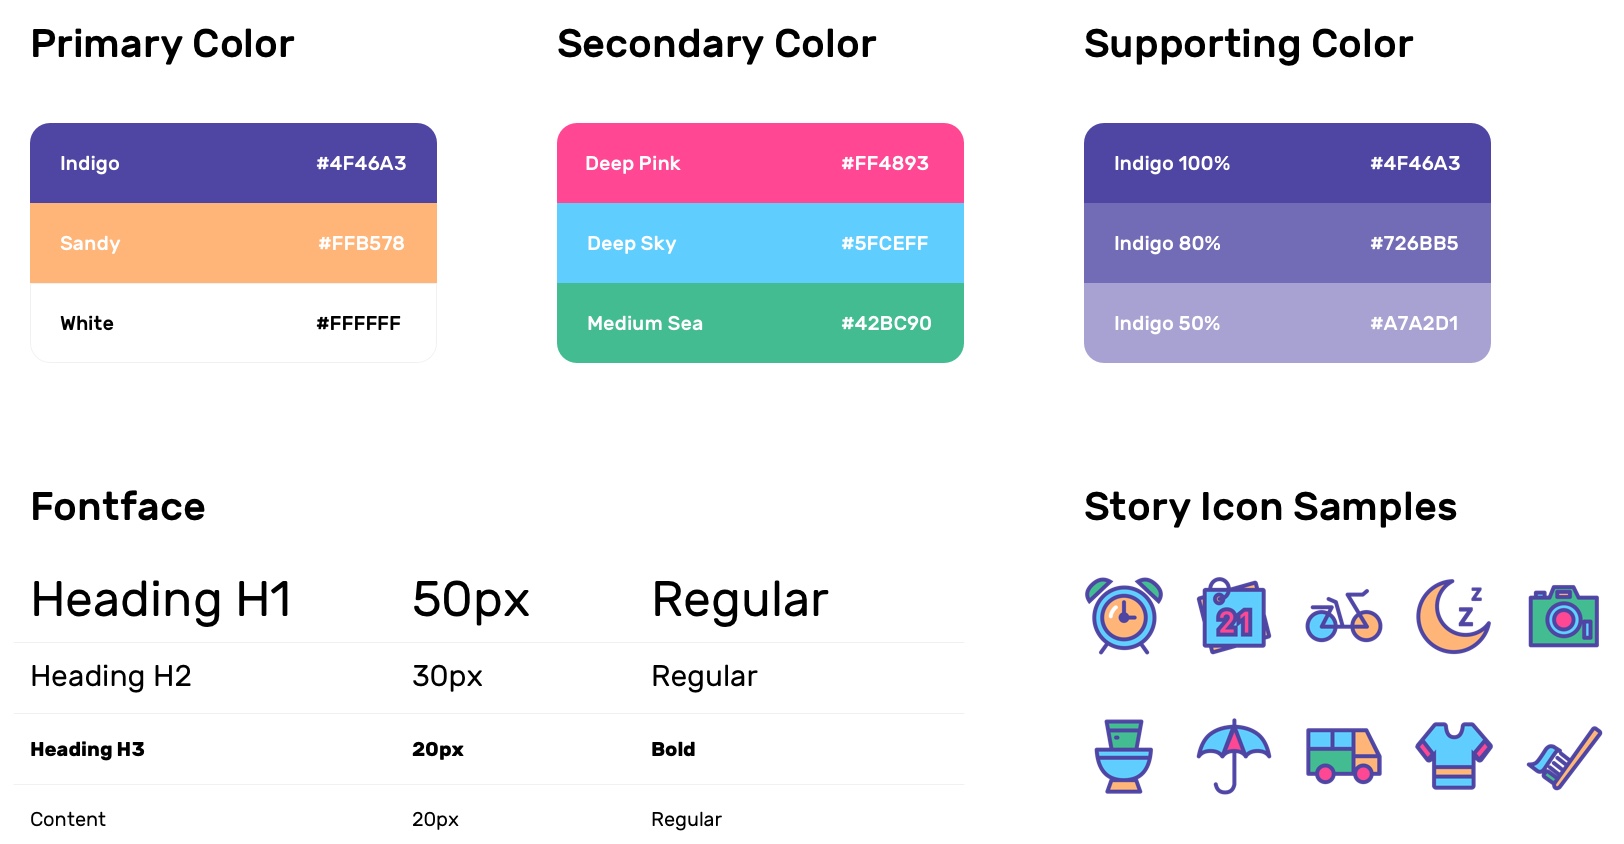 Primary Color
Secondary Color
Supporting Color
Indigo #4F46A3
Sandy #FFB578
White #FFFFFF
Deep Pink #FF4893
Deep Sky #5FCEFF
Medium Sea #42BC90
Indigo 100% #4F46A3
Indigo 80% #726BB5
Indigo 50% #A7A2D1
Fontface
Heading H1 50px Regular
Heading H2 30px Regular
Heading H3 20px Bold
Content 20px Regular
Story Icon Samples
21
z
z